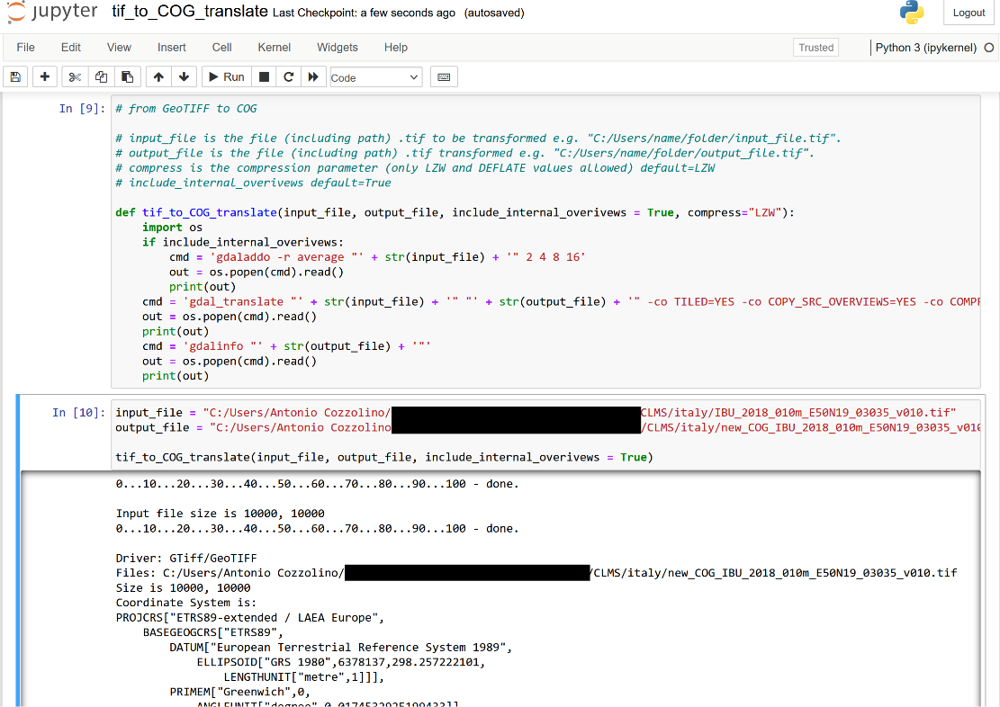 jupyter tif_to_COG_translate Last Checkpoint: a few seconds ago (autosaved)
Logout
File Edit View Insert Cell Kernel Widgets Help
Trusted
Python 3 (ipykernel)
Run
Code
In [9]:
# from GeoTIFF to COG
# input_file is the file (including path) .tif to be transformed e.g. "C:/Users/name/folder/input_file.tif".
# output_file is the file (including path) .tif transformed e.g. "C:/Users/name/folder/output_file.tif".
# compress is the compression parameter (only LZW and DEFLATE values allowed) default=LZW
# include_internal_overivews default=True
def tif_to_COG_translate(input_file, output_file, include_internal_overivews = True, compress="LZW"):
import os
if include_internal_overivews:
cmd = 'gdaladdo -r average "' + str(input_file) + '" 2 4 8 16'
out = os.popen(cmd).read()
print(out)
cmd = 'gdal_translate "' + str(input_file) + '" "' + str(output_file) + '" -co TILED=YES -co COPY_SRC_OVERVIEWS=YES -co COMPR
out = os.popen(cmd).read()
print(out)
cmd = 'gdalinfo "' + str(output_file) + '"'
out = os.popen(cmd).read()
print(out)
In [10]:
input_file = "C:/Users/Antonio Cozzolino/ CLMS/italy/IBU_2018_010m_E50N19_03035_v010.tif"
output_file = "C:/Users/Antonio Cozzolino /CLMS/italy/new_COG_IBU_2018_010m_E50N19_03035_v010
tif_to_COG_translate(input_file, output_file, include_internal_overivews = True)
0...10...20...30...40...50...60...70...80...90...100 - done.
Input file size is 10000, 10000
0...10...20...30...40...50...60...70...80...90...100 - done.
Driver: GTiff/GeoTIFF
Files: C:/Users/Antonio Cozzolino/ /CLMS/italy/new_COG_IBU_2018_010m_E50N19_03035_v010.tif
Size is 10000, 10000
Coordinate System is:
PROJCRS["ETRS89-extended / LAEA Europe",
BASEGEOGCRS["ETRS89",
DATUM["European Terrestrial Reference System 1989",
ELLIPSOID["GRS 1980",6378137,298.257222101,
LENGTHUNIT["metre",1]]],
PRIMEM["Greenwich",0,
ANGLEUNIT["degree",0.0174532925199433]]